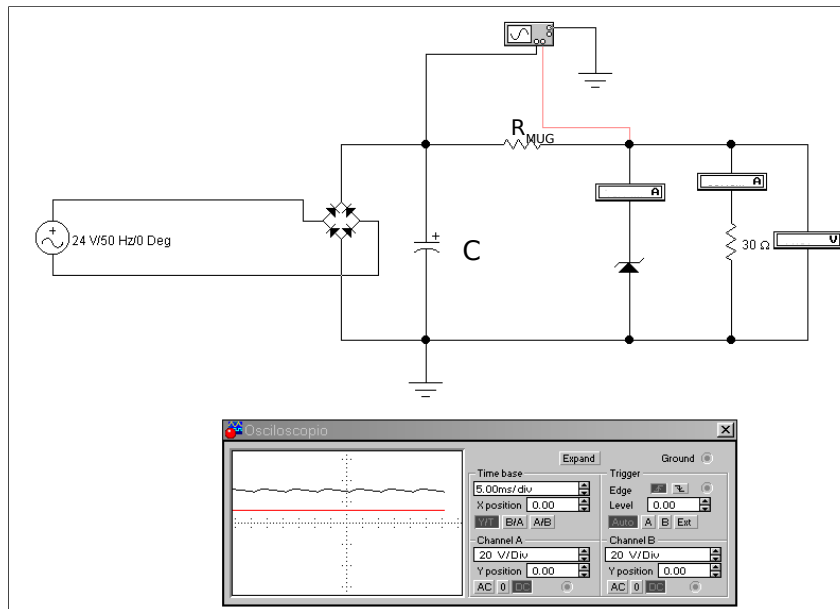 R
MUG
A
A
+
24 V/50 Hz/0 Deg
+
C
30 Ω
V
Osciloscopio
Expand
Ground
Time base
Trigger
5.00ms/div
Edge
X position 0.00
Level 0.00
Y/T B/A A/B
Auto A B Ext
Channel A
Channel B
20 V/Div
20 V/Div
Y position 0.00
Y position 0.00
AC 0 DC
AC 0 DC